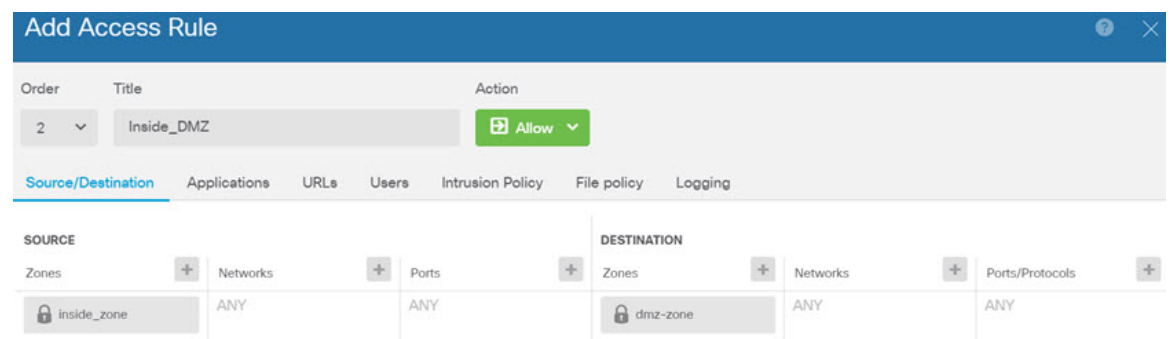 Add Access Rule
Order Title Action
2 Inside_DMZ Allow
Source/Destination Applications URLs Users Intrusion Policy File policy Logging
SOURCE DESTINATION
Zones Networks Ports Zones Networks Ports/Protocols
inside_zone ANY ANY dmz-zone ANY ANY